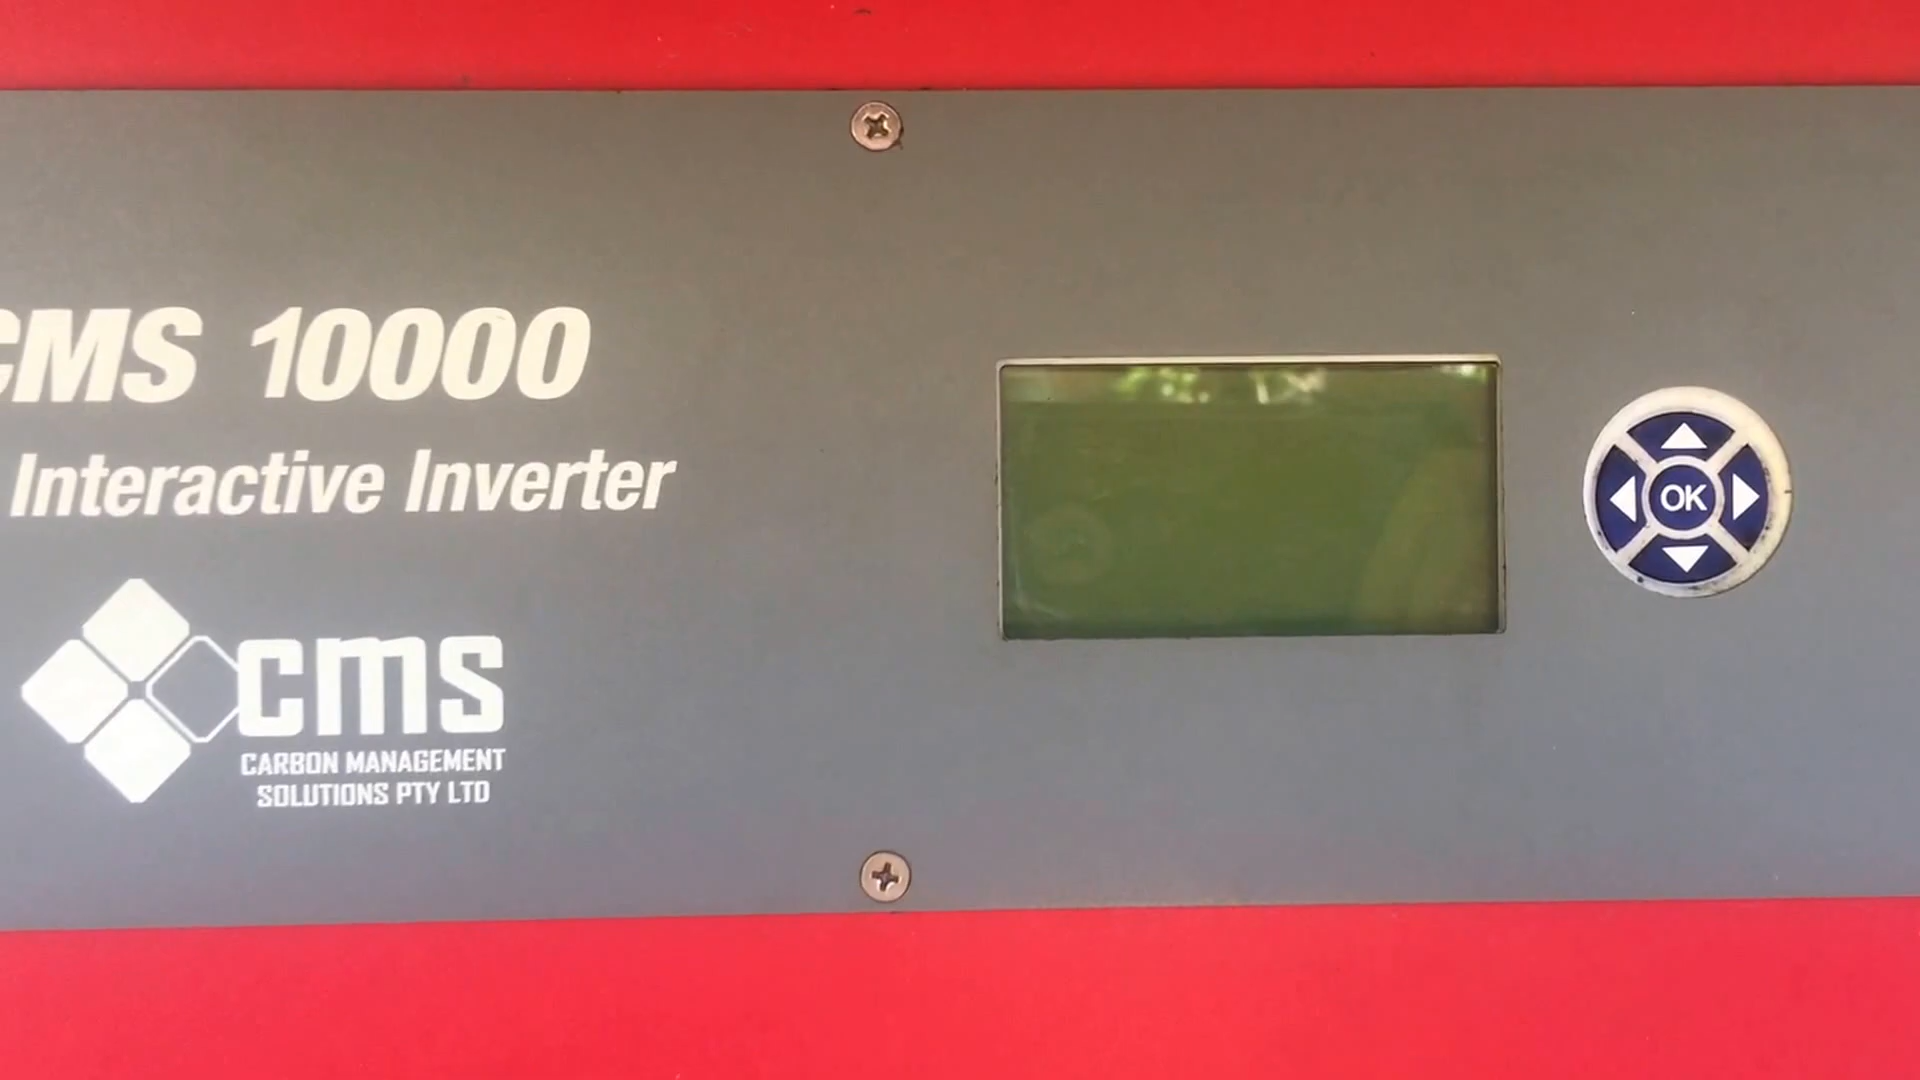 CMS 10000
Interactive Inverter
cms
CARBON MANAGEMENT
SOLUTIONS PTY LTD
OK